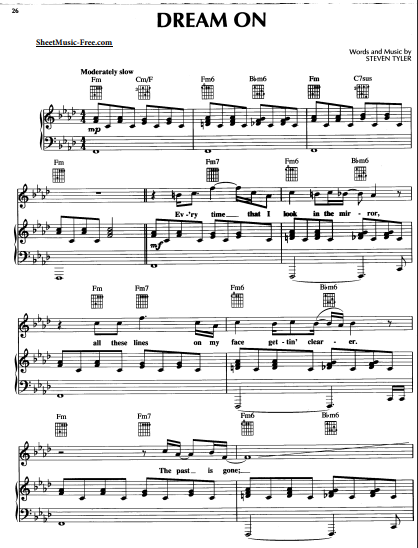 26
DREAM ON
SheetMusic-Free.com
Words and Music by
STEVEN TYLER
Moderately slow
Fm Cm/F Fm6 B♭m6 Fm C7sus
mp
Fm Fm7 Fm6 B♭m6
Ev-'ry time that I look in the mir-ror,
mf
Fm Fm7 Fm6 B♭m6
all these lines on my face get-tin' clear-er.
Fm Fm7 Fm6 B♭m6
The past is gone;